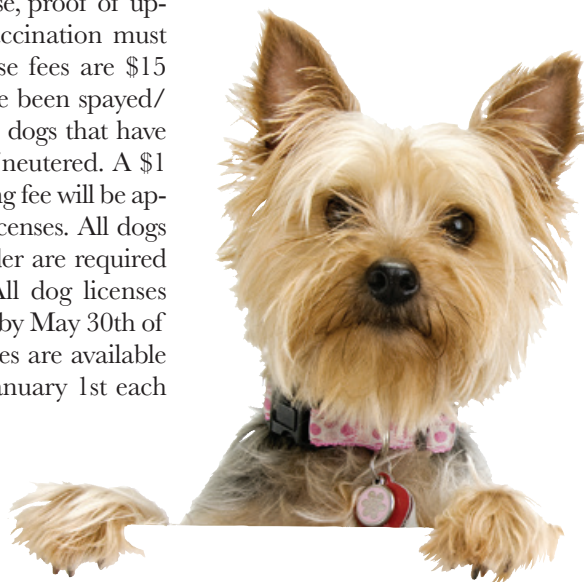 se, proof of up-
ccination must
se fees are $15
e been spayed/
dogs that have
neutered. A $1
ng fee will be ap-
censes. All dogs
er are required
All dog licenses
by May 30th of
es are available
anuary 1st each